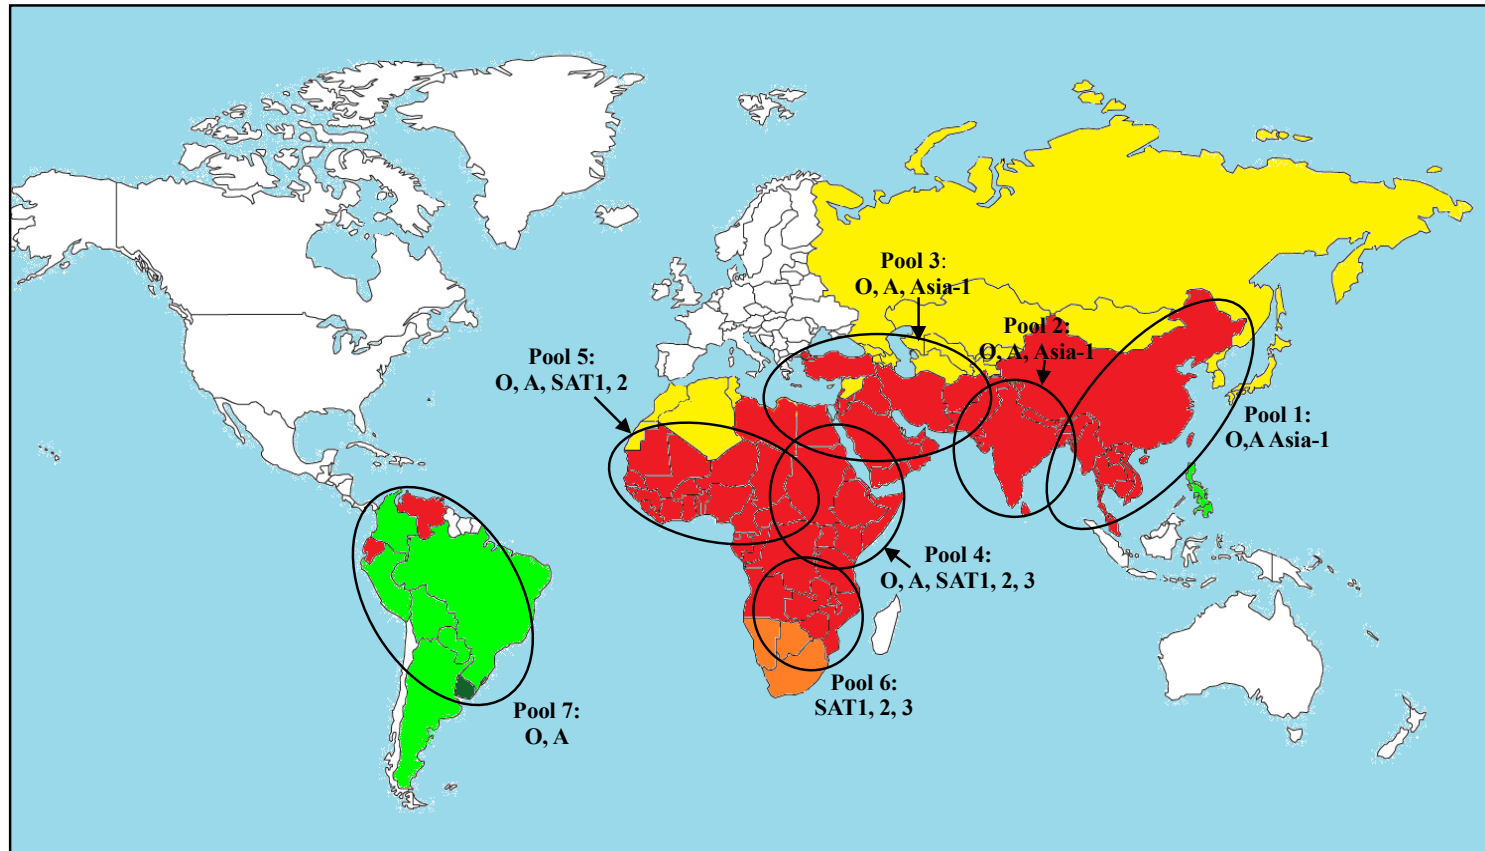 Pool 3:
O, A, Asia-1
Pool 2:
O, A, Asia-1
Pool 5:
O, A, SAT1, 2
Pool 1:
O,A Asia-1
Pool 4:
O, A, SAT1, 2, 3
Pool 6:
SAT1, 2, 3
Pool 7:
O, A